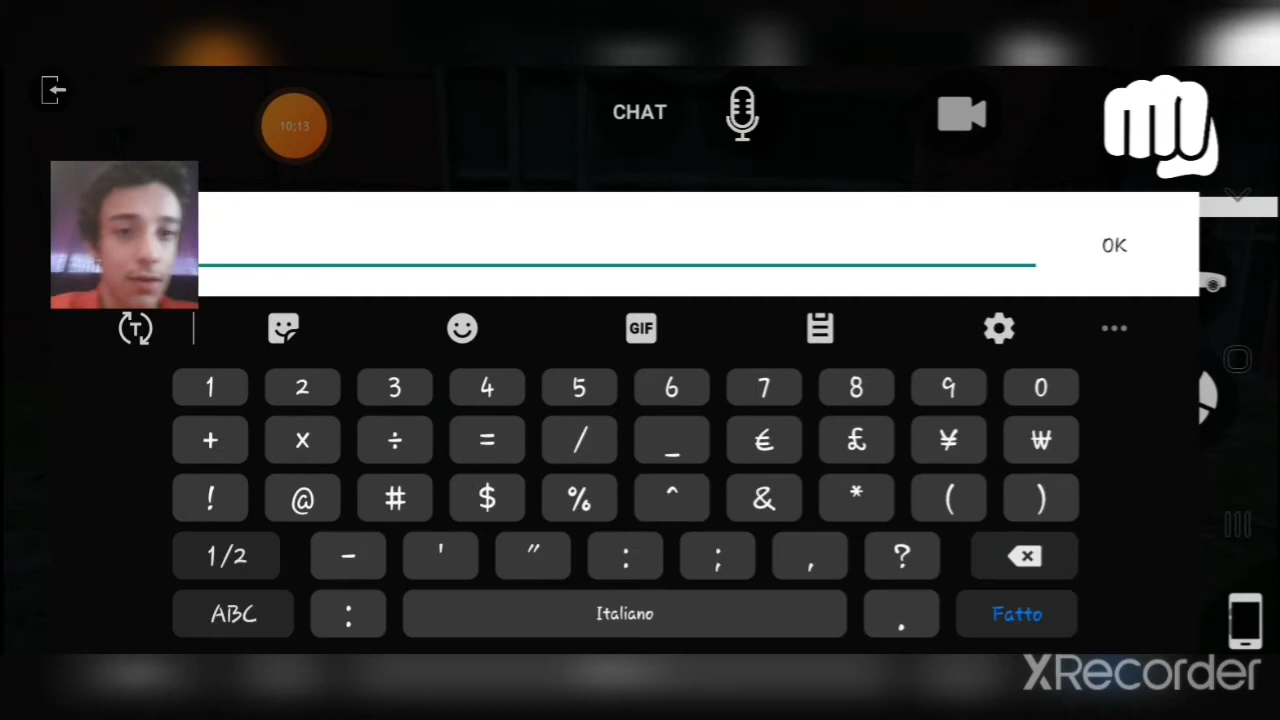 10:13
CHAT
OK
T
GIF
1 2 3 4 5 6 7 8 9 0
+ × ÷ = / _ € £ ¥ ₩
! @ # $ % ^ & * ( )
1/2 - ' " : ; , ?
ABC : Italiano . Fatto
XRecorder